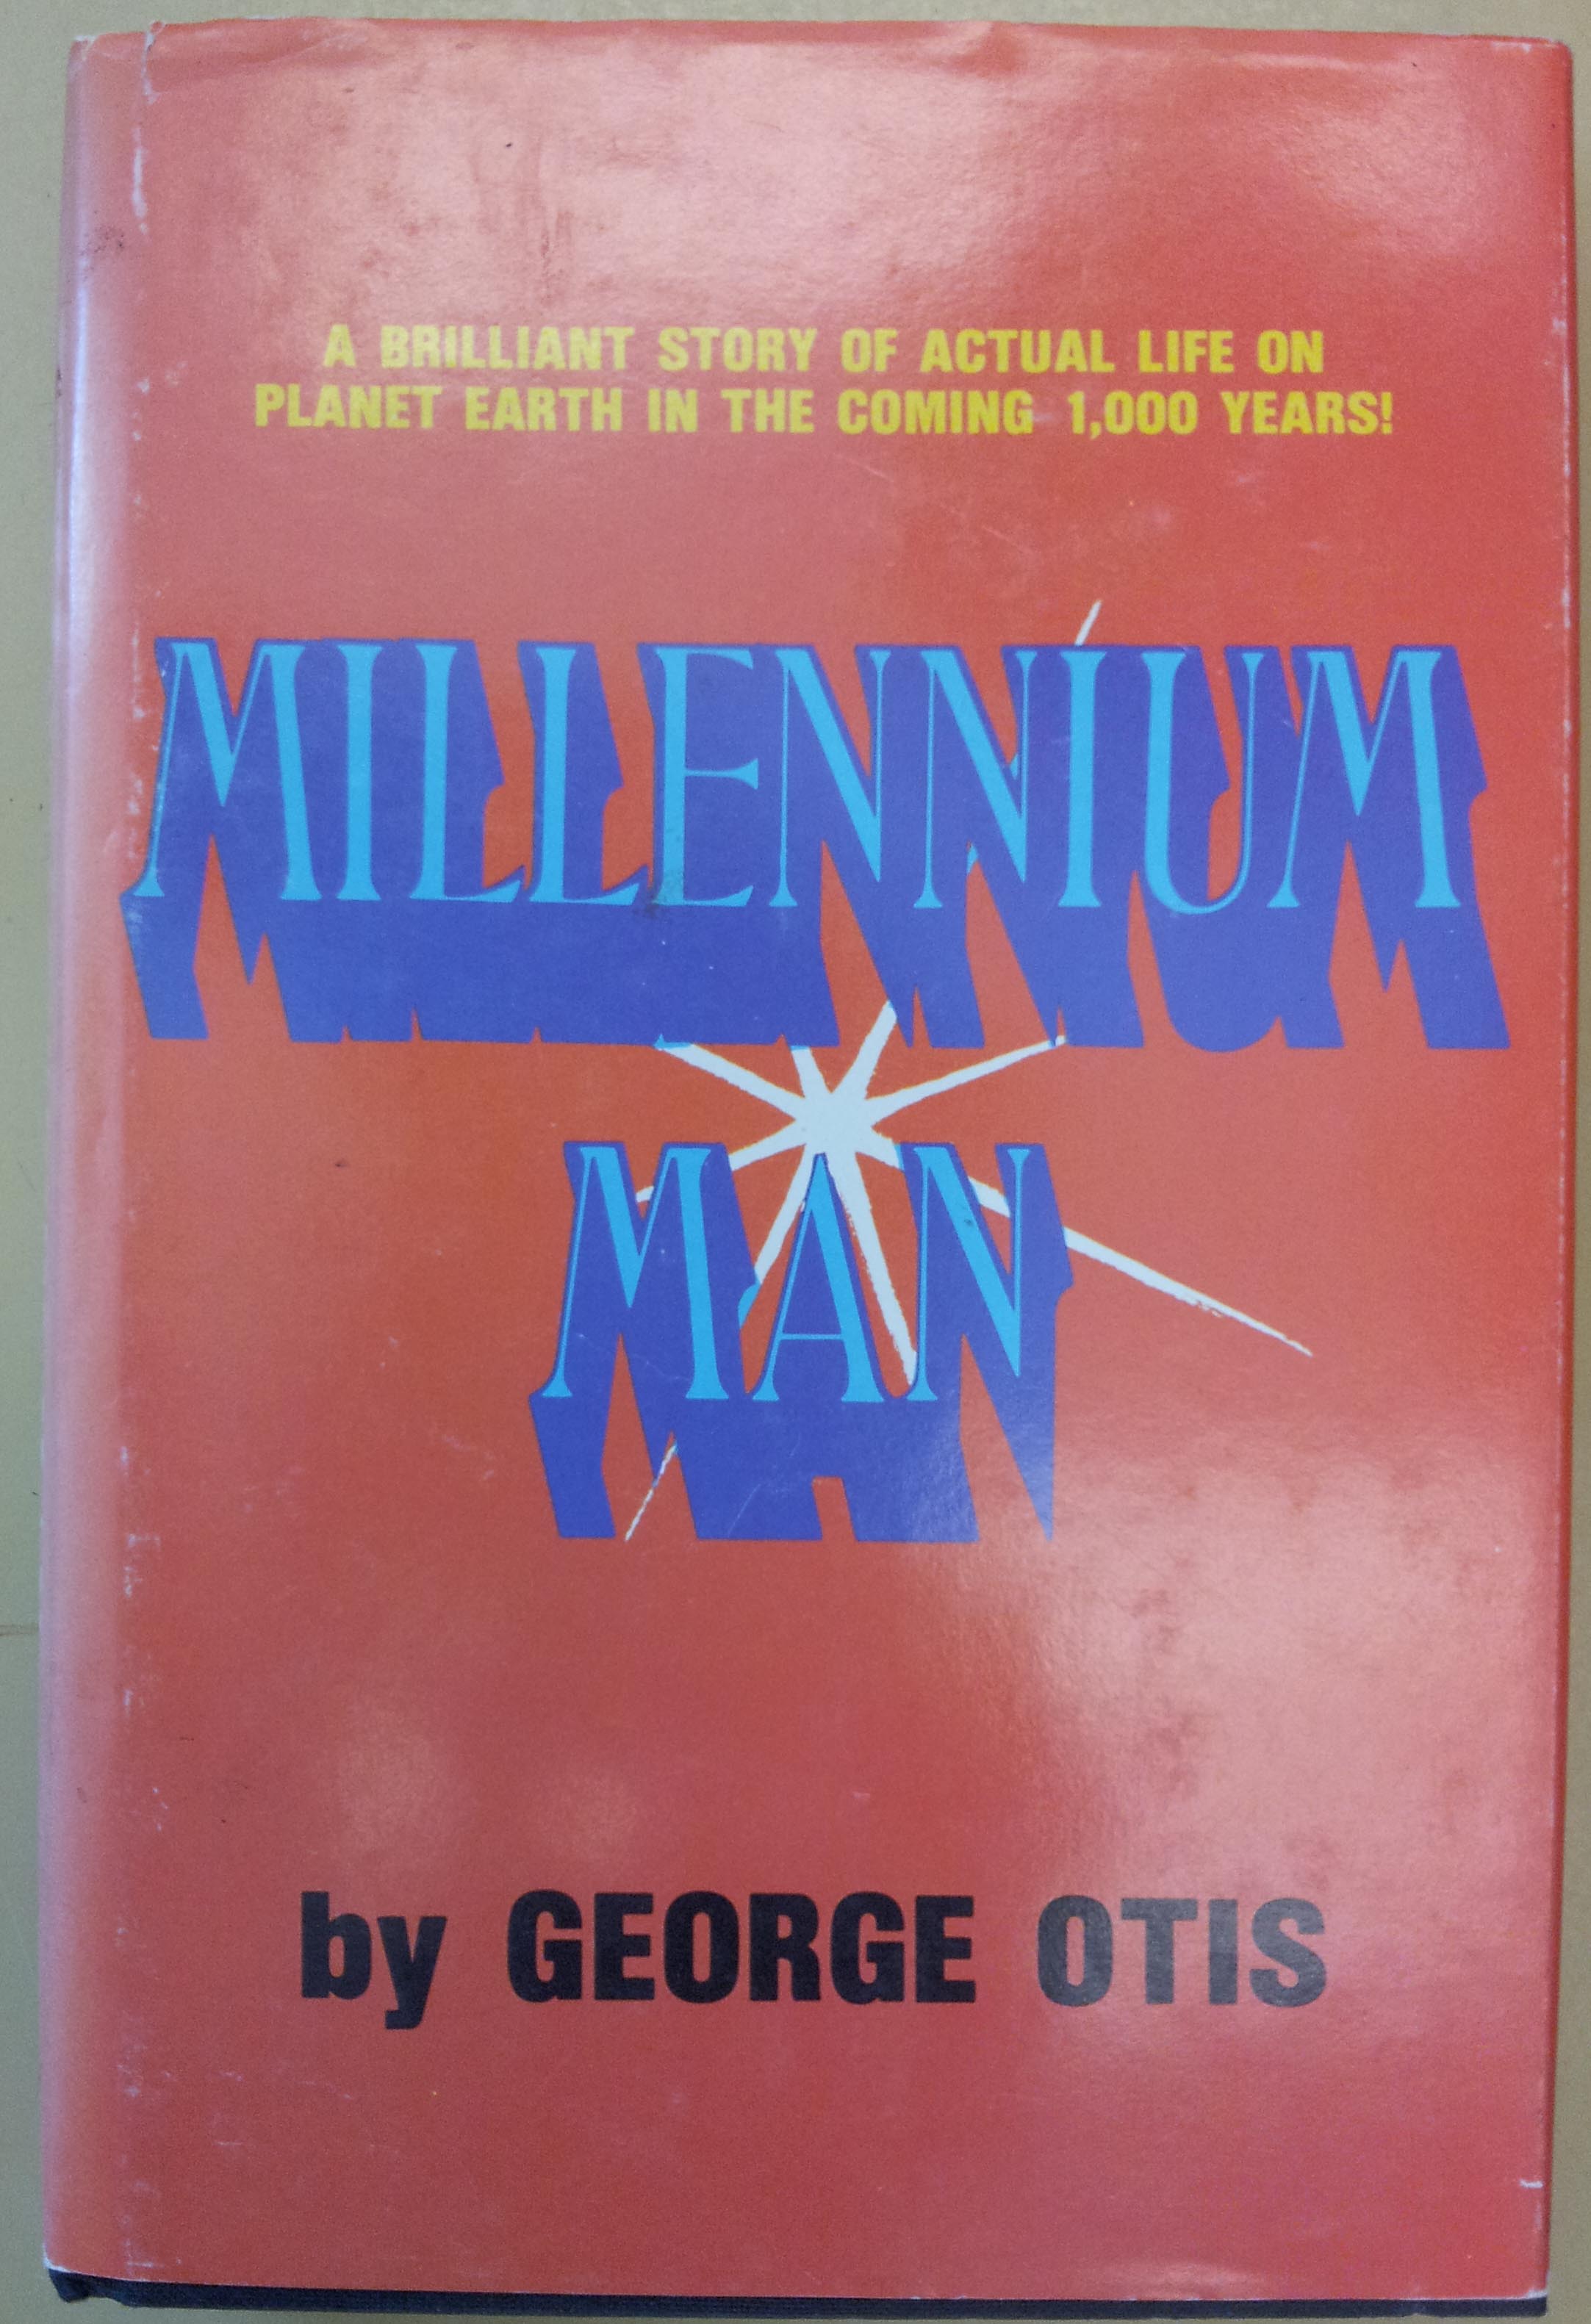 A BRILLIANT STORY OF ACTUAL LIFE ON
PLANET EARTH IN THE COMING 1,000 YEARS!
MILLENNIUM
MAN
by GEORGE OTIS